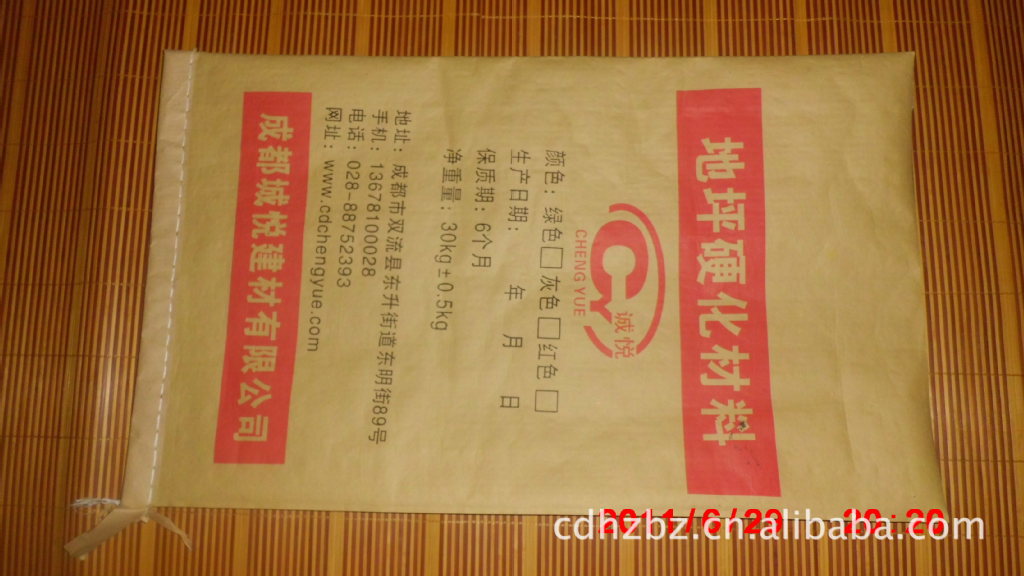 地坪硬化材料
诚悦
CHENG YUE
颜色：绿色□灰色□红色□
生产日期： 年 月 日
保质期：6个月
净重量：30kg±0.5kg
地址：成都市双流县东升街道东明街89号
手机：13678100028
电话：028-88752393
网址：www.cdchengyue.com
成都诚悦建材有限公司
cdhzbz.cn.alibaba.com